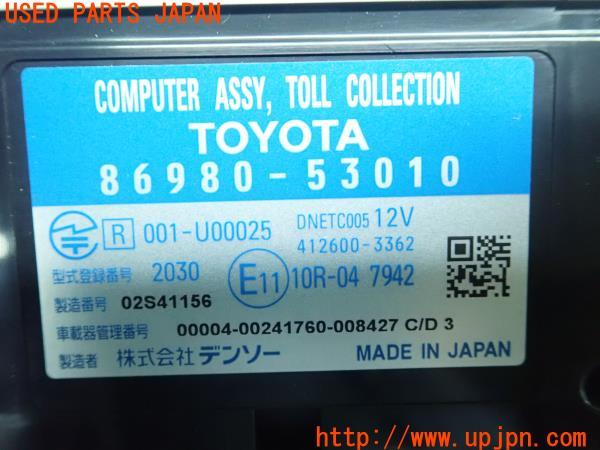 USED PARTS JAPAN
COMPUTER ASSY, TOLL COLLECTION
TOYOTA
86980-53010
R 001-U00025 DNETC005 12V
412600-3362
型式登録番号 2030 E11 10R-04 7942
製造番号 02S41156
車載器管理番号 00004-00241760-008427 C/D 3
製造者 株式会社デンソー MADE IN JAPAN
http://www.upjpn.com/